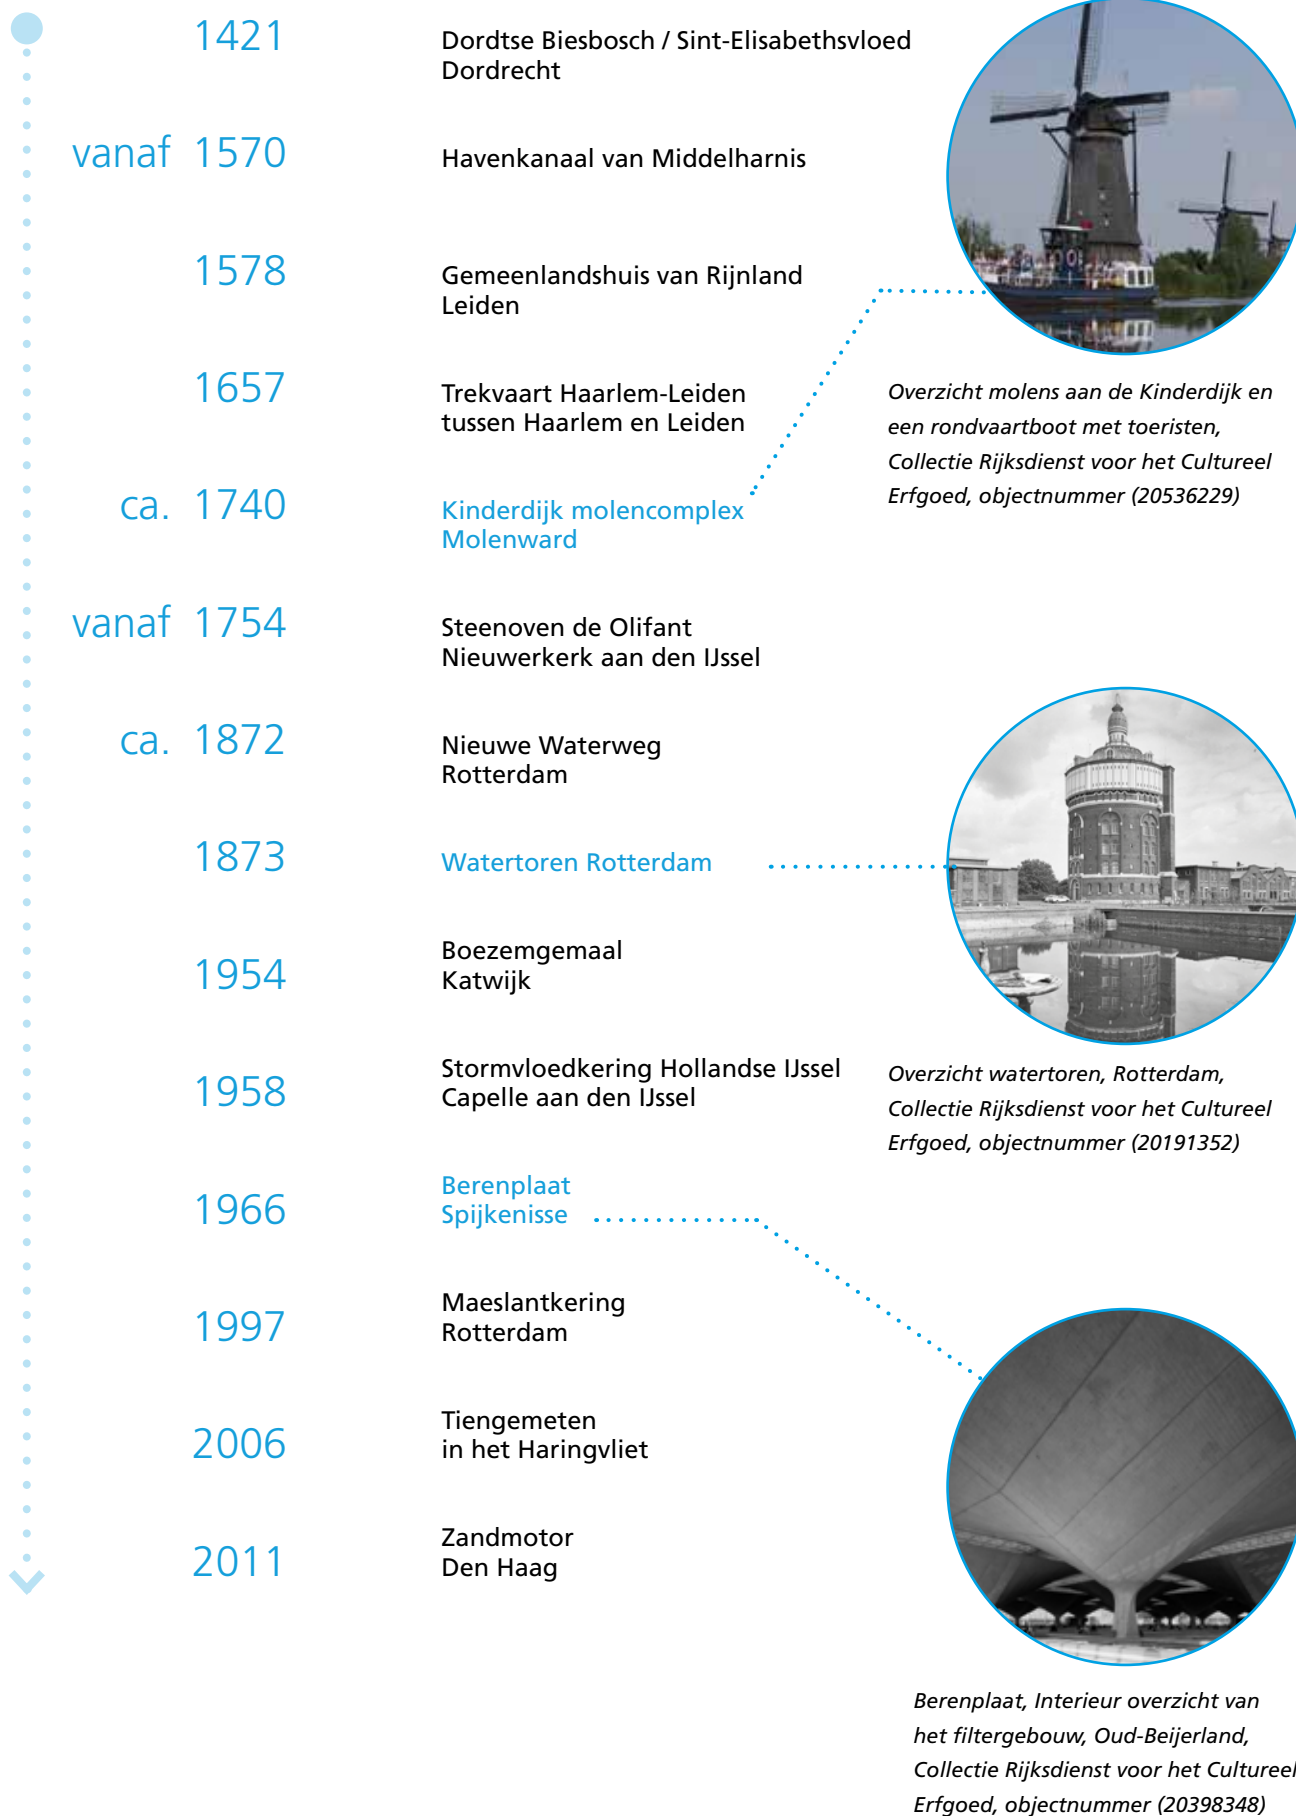 1421
Dordtse Biesbosch / Sint-Elisabethsvloed
Dordrecht
vanaf 1570
Havenkanaal van Middelharnis
1578
Gemeenlandshuis van Rijnland
Leiden
1657
Trekvaart Haarlem-Leiden
tussen Haarlem en Leiden
ca. 1740
Kinderdijk molencomplex
Molenward
Overzicht molens aan de Kinderdijk en
een rondvaartboot met toeristen,
Collectie Rijksdienst voor het Cultureel
Erfgoed, objectnummer (20536229)
vanaf 1754
Steenoven de Olifant
Nieuwerkerk aan den IJssel
ca. 1872
Nieuwe Waterweg
Rotterdam
1873
Watertoren Rotterdam
1954
Boezemgemaal
Katwijk
1958
Stormvloedkering Hollandse IJssel
Capelle aan den IJssel
Overzicht watertoren, Rotterdam,
Collectie Rijksdienst voor het Cultureel
Erfgoed, objectnummer (20191352)
1966
Berenplaat
Spijkenisse
1997
Maeslantkering
Rotterdam
2006
Tiengemeten
in het Haringvliet
2011
Zandmotor
Den Haag
Berenplaat, Interieur overzicht van
het filtergebouw, Oud-Beijerland,
Collectie Rijksdienst voor het Cultureel
Erfgoed, objectnummer (20398348)